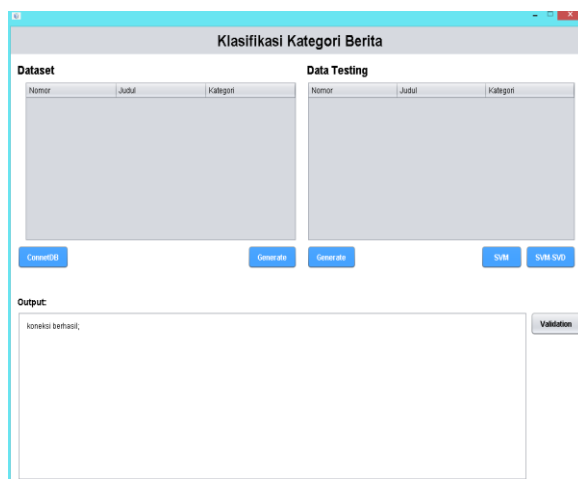 Klasifikasi Kategori Berita
Dataset
Data Testing
Nomor Judul Kategori
Nomor Judul Kategori
ConnetDB
Generate
Generate
SVM
SVM-SVD
Output:
koneksi berhasil;
Validation